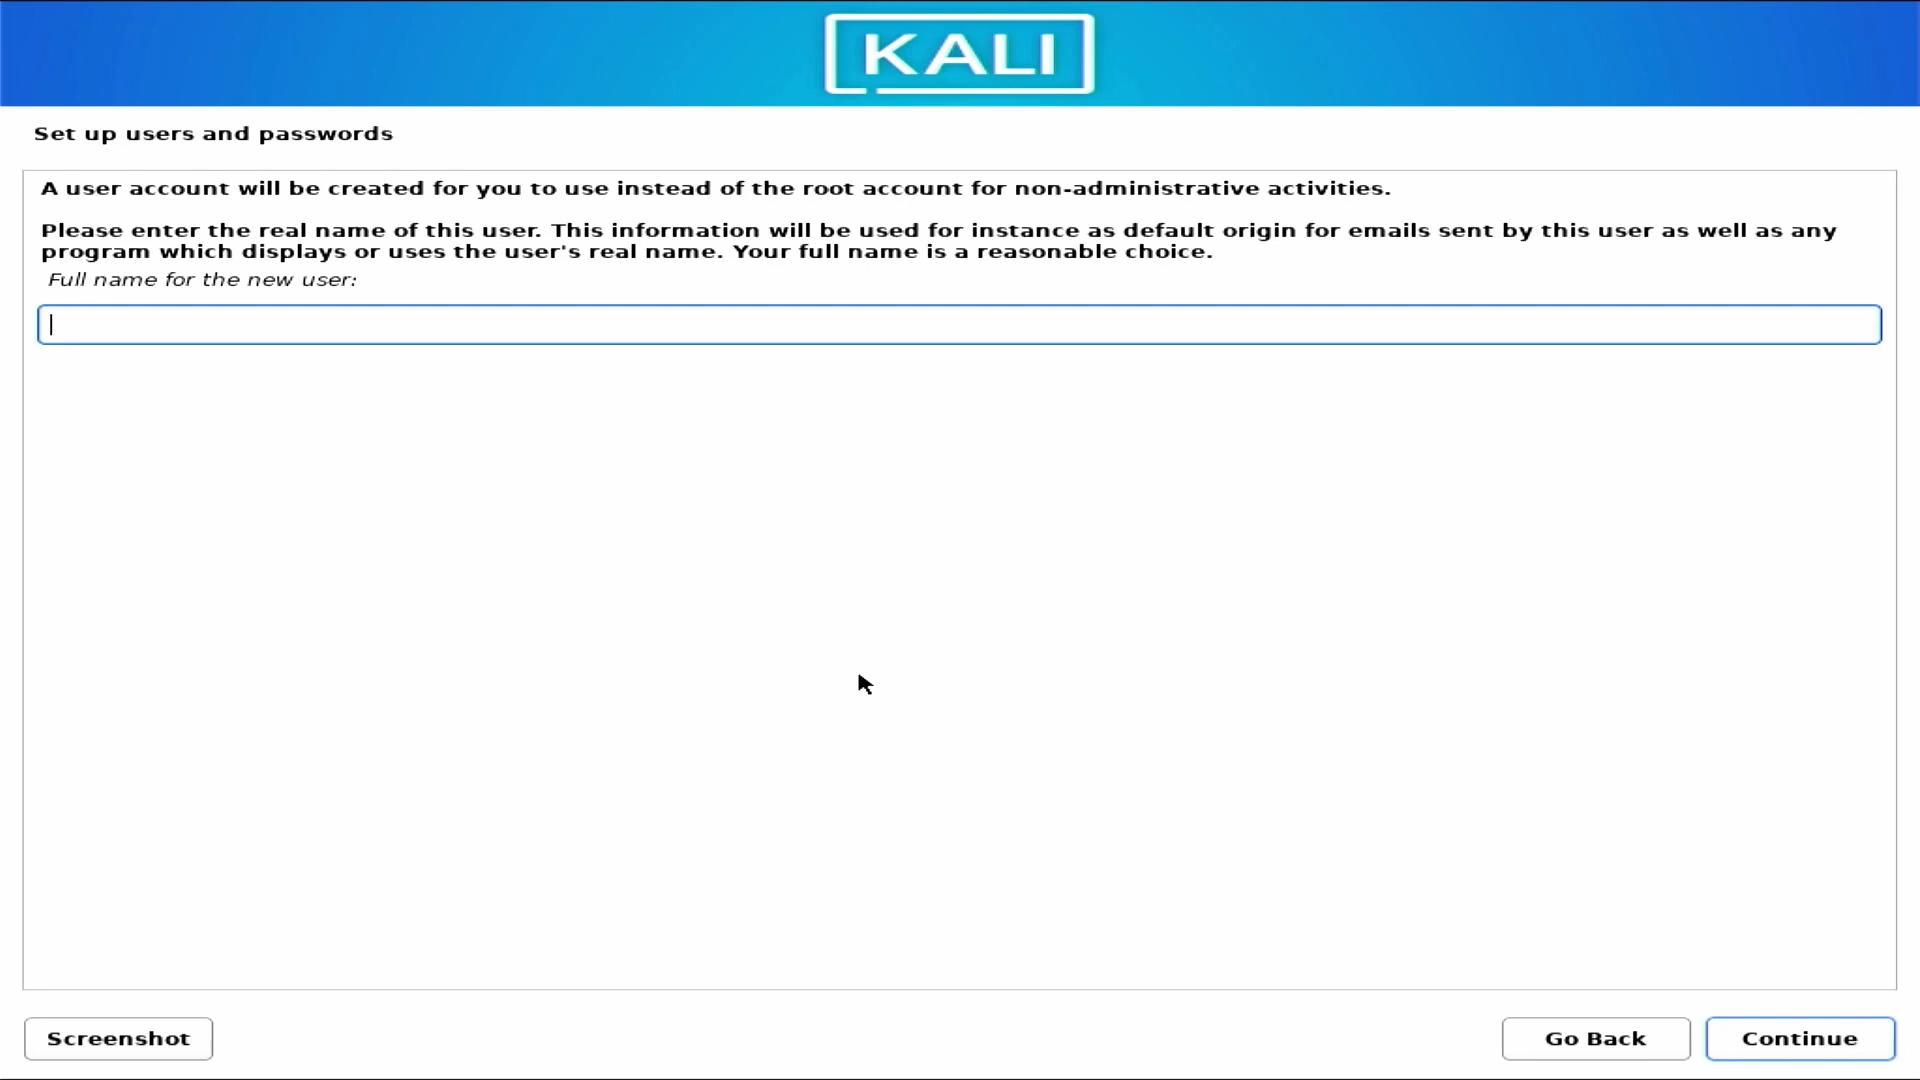 KALI
Set up users and passwords
A user account will be created for you to use instead of the root account for non-administrative activities.
Please enter the real name of this user. This information will be used for instance as default origin for emails sent by this user as well as any
program which displays or uses the user's real name. Your full name is a reasonable choice.
Full name for the new user:
Screenshot
Go Back
Continue